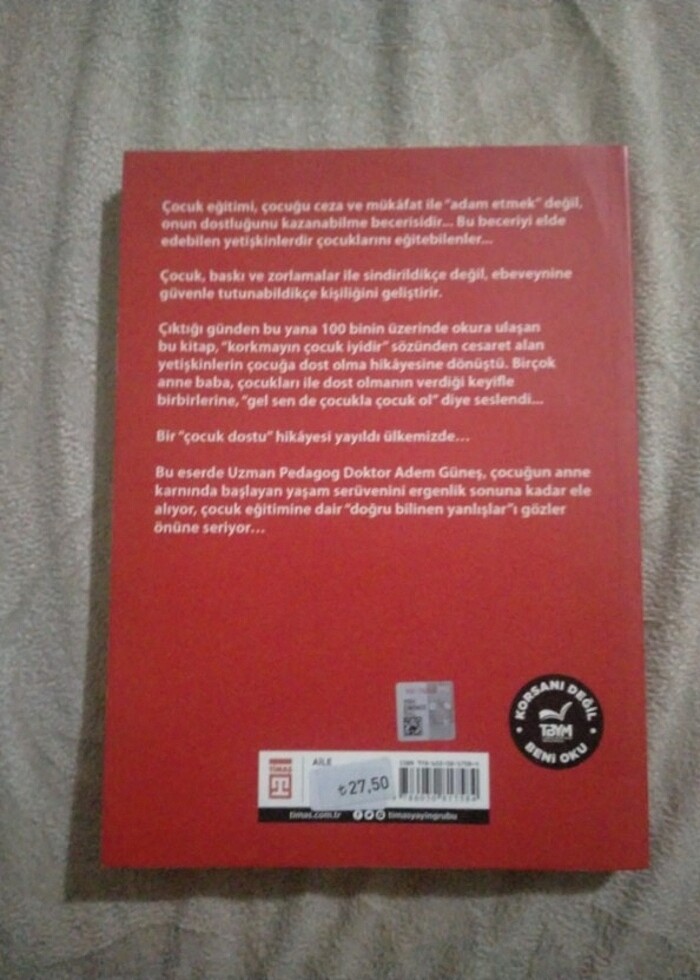 Çocuk eğitimi, çocuğu ceza ve mükâfat ile "adam etmek" değil,
onun dostluğunu kazanabilme becerisidir... Bu beceriyi elde
edebilen yetişkinlerdir çocuklarını eğitebilenler...
Çocuk, baskı ve zorlamalar ile sindirildikçe değil, ebeveynine
güvenle tutunabildikçe kişiliğini geliştirir.
Çıktığı günden bu yana 100 binin üzerinde okura ulaşan
bu kitap, "korkmayın çocuk iyidir" sözünden cesaret alan
yetişkinlerin çocuğa dost olma hikâyesine dönüştü. Birçok
anne baba, çocukları ile dost olmanın verdiği keyifle
birbirlerine, "gel sen de çocukla çocuk ol" diye seslendi...
Bir "çocuk dostu" hikâyesi yayıldı ülkemizde...
Bu eserde Uzman Pedagog Doktor Adem Güneş, çocuğun anne
karnında başlayan yaşam serüvenini ergenlik sonuna kadar ele
alıyor, çocuk eğitimine dair "doğru bilinen yanlışlar"ı gözler
önüne seriyor...
KORSANI DEĞİL
TBYM
BENİ OKU
TİMAŞ
AİLE
₺27,50
timas.com.tr
timasyayingrubu